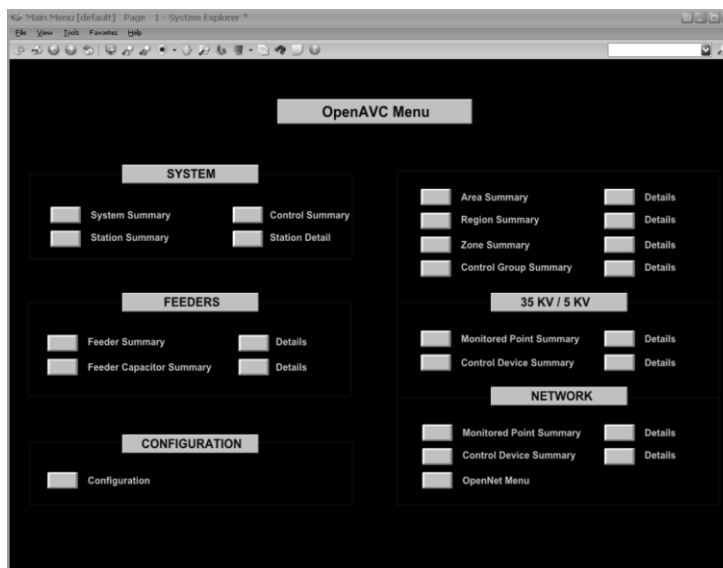 Main Menu [default] Page 1 - System Explorer *
File View Tools Favorites Help
OpenAVC Menu
SYSTEM
System Summary Control Summary
Station Summary Station Detail
Area Summary Details
Region Summary Details
Zone Summary Details
Control Group Summary Details
FEEDERS
Feeder Summary Details
Feeder Capacitor Summary Details
35 KV / 5 KV
Monitored Point Summary Details
Control Device Summary Details
CONFIGURATION
Configuration
NETWORK
Monitored Point Summary Details
Control Device Summary Details
OpenNet Menu